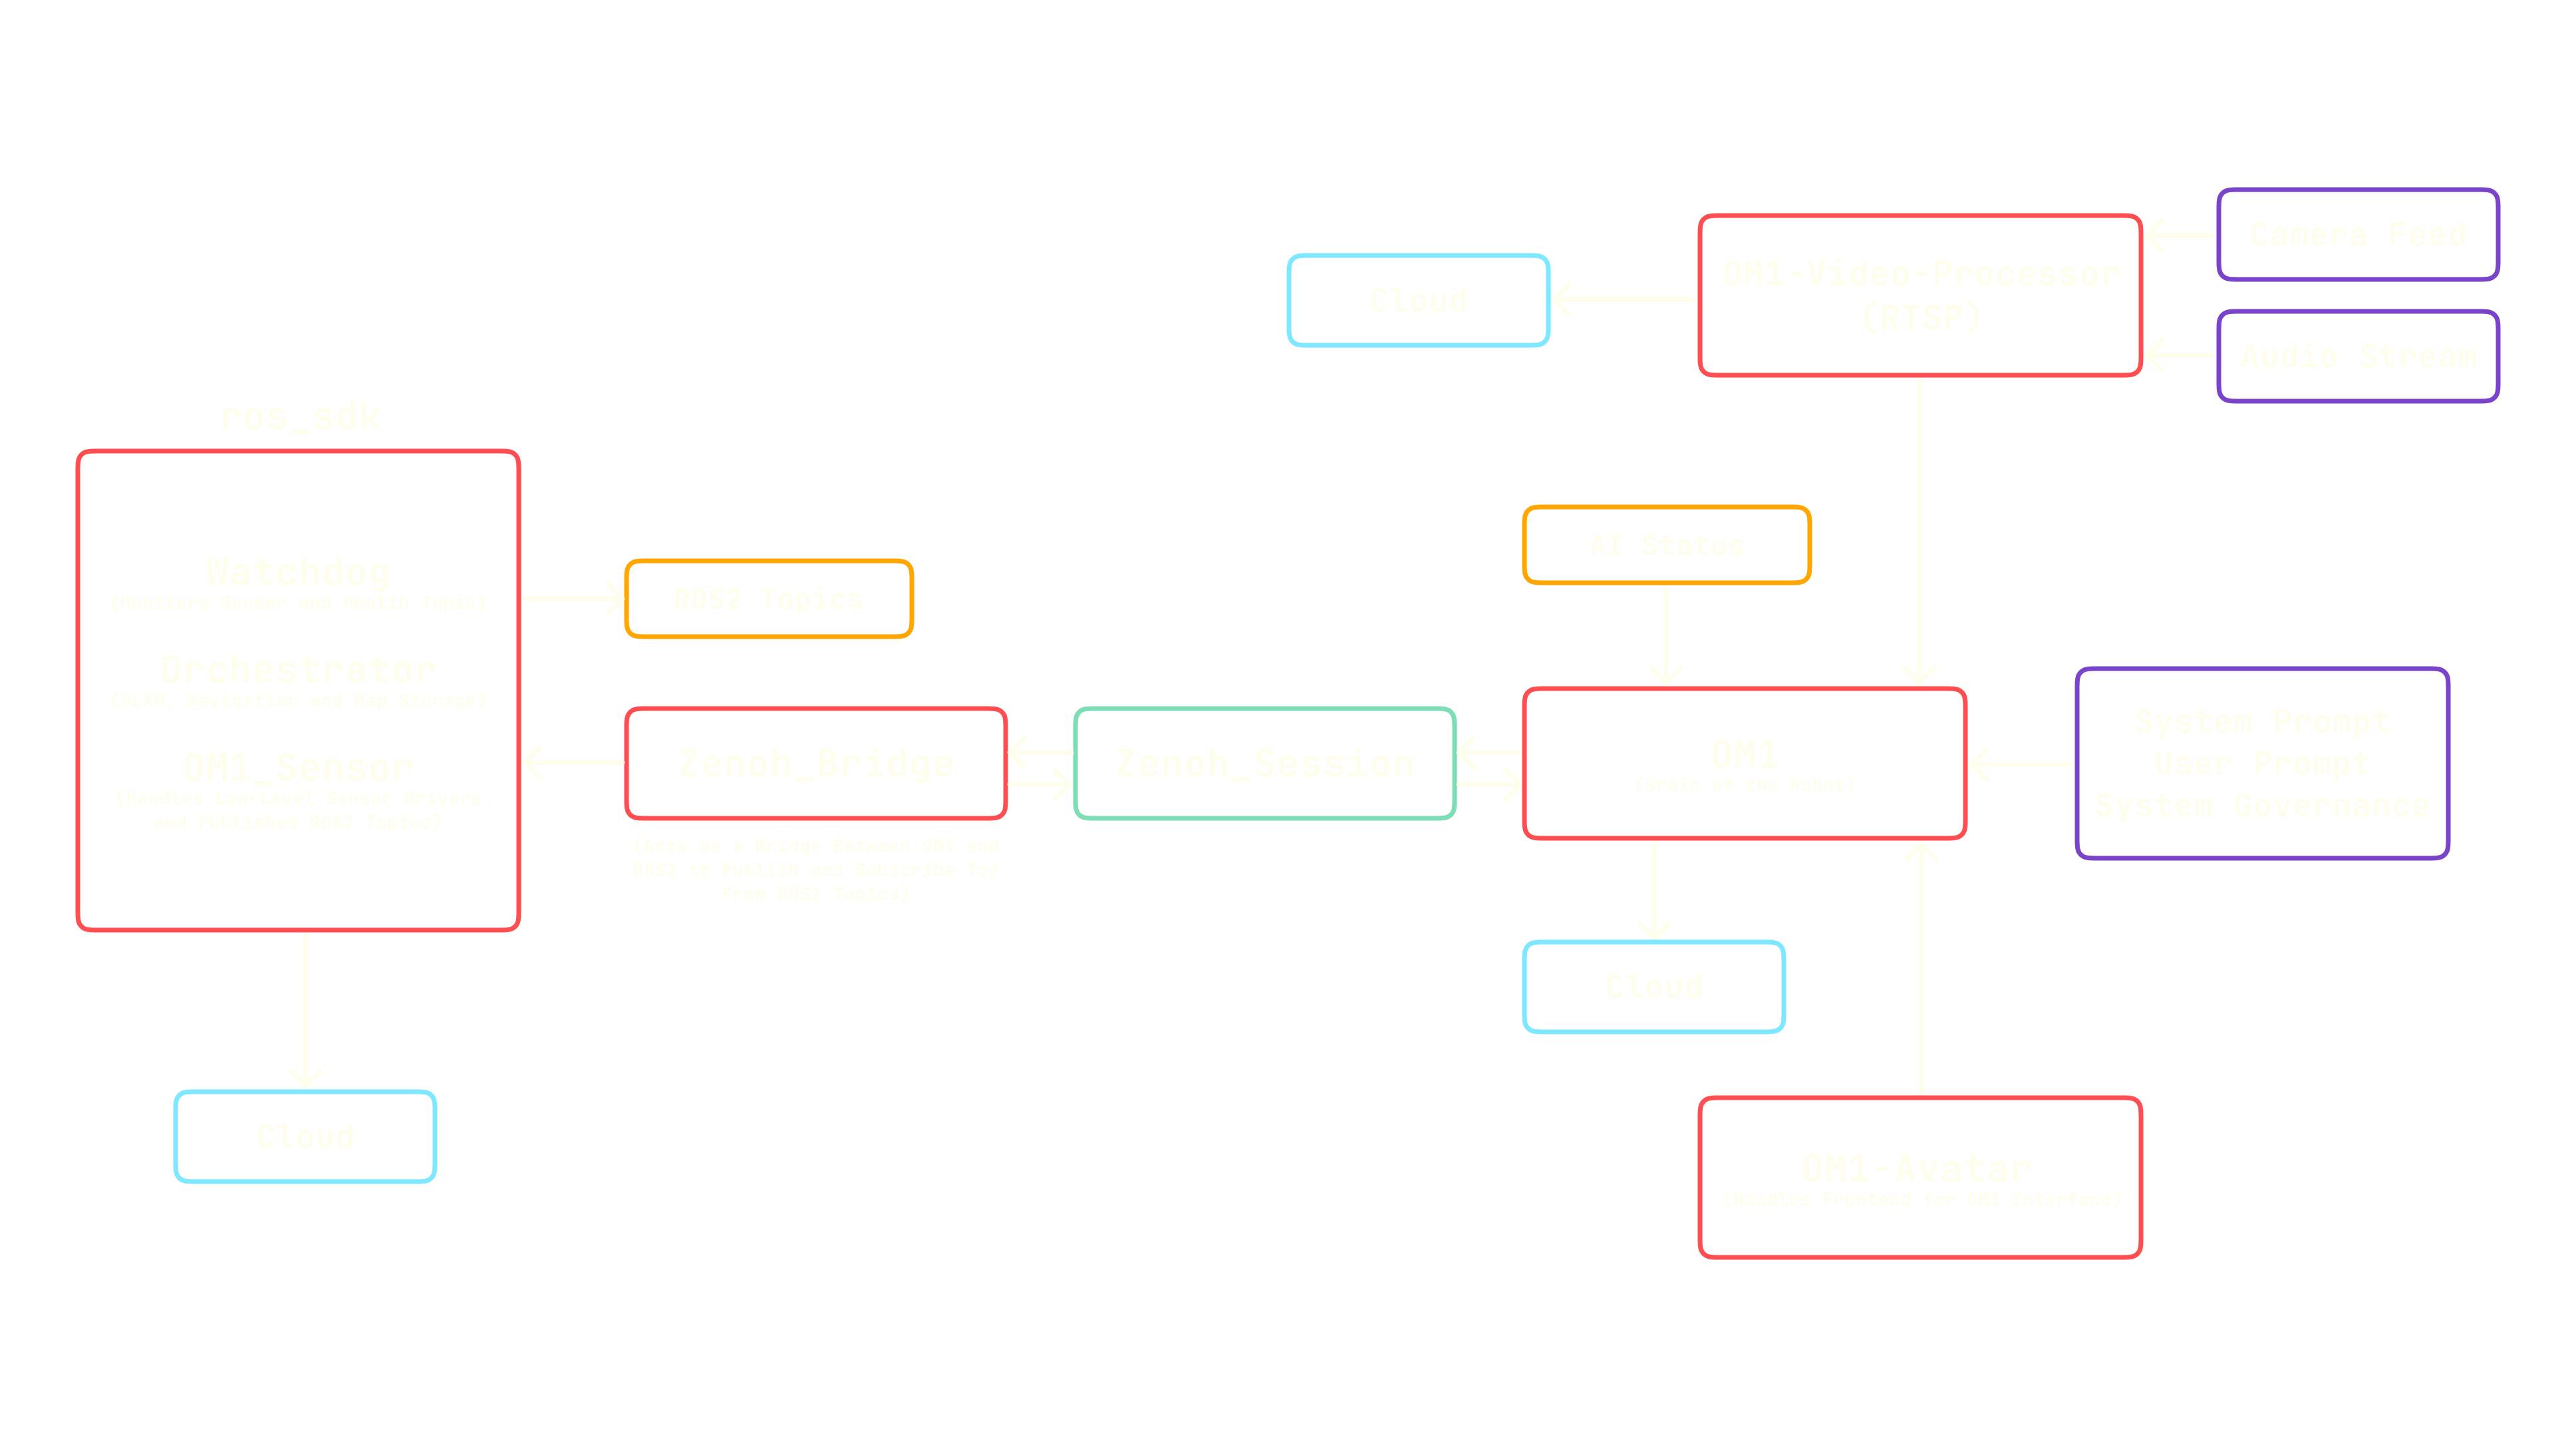 Camera Feed
OM1-Video-Processor
(RTSP)
Cloud
Audio Stream
ros_sdk
AI Status
Watchdog
(Monitors Sensor and Health Topic)
ROS2 Topics
Orchestrator
(SLAM, Navigation and Map Storage)
OM1_Sensor
(Handles Low-Level Sensor Drivers
and Publishes ROS2 Topics)
Zenoh_Bridge
(Acts as a Bridge Between OM1 and
ROS2 to Publish and Subscribe To/
From ROS2 Topics)
Zenoh_Session
OM1
(Brain of the Robot)
System Prompt
User Prompt
System Governance
Cloud
Cloud
OM1-Avatar
(Handles Frontend for OM1 Interface)